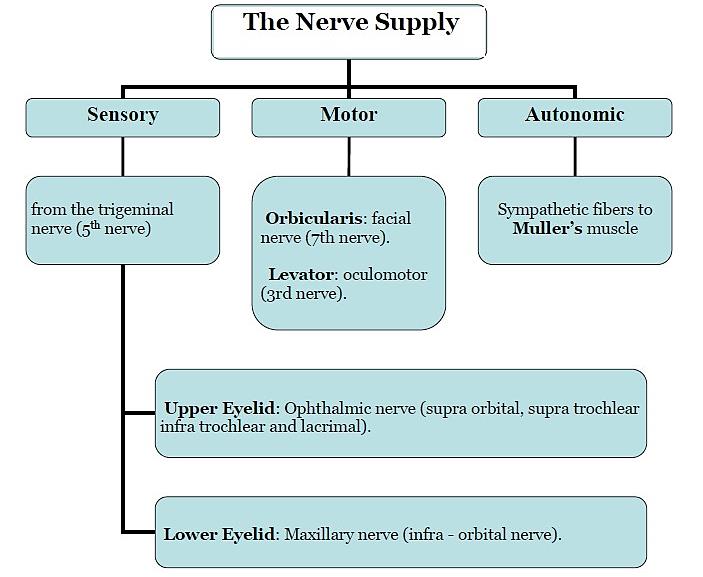 The Nerve Supply
Sensory
Motor
Autonomic
from the trigeminal
nerve (5th nerve)
Orbicularis: facial
nerve (7th nerve).
Levator: oculomotor
(3rd nerve).
Sympathetic fibers to
Muller's muscle
Upper Eyelid: Ophthalmic nerve (supra orbital, supra trochlear
infra trochlear and lacrimal).
Lower Eyelid: Maxillary nerve (infra - orbital nerve).